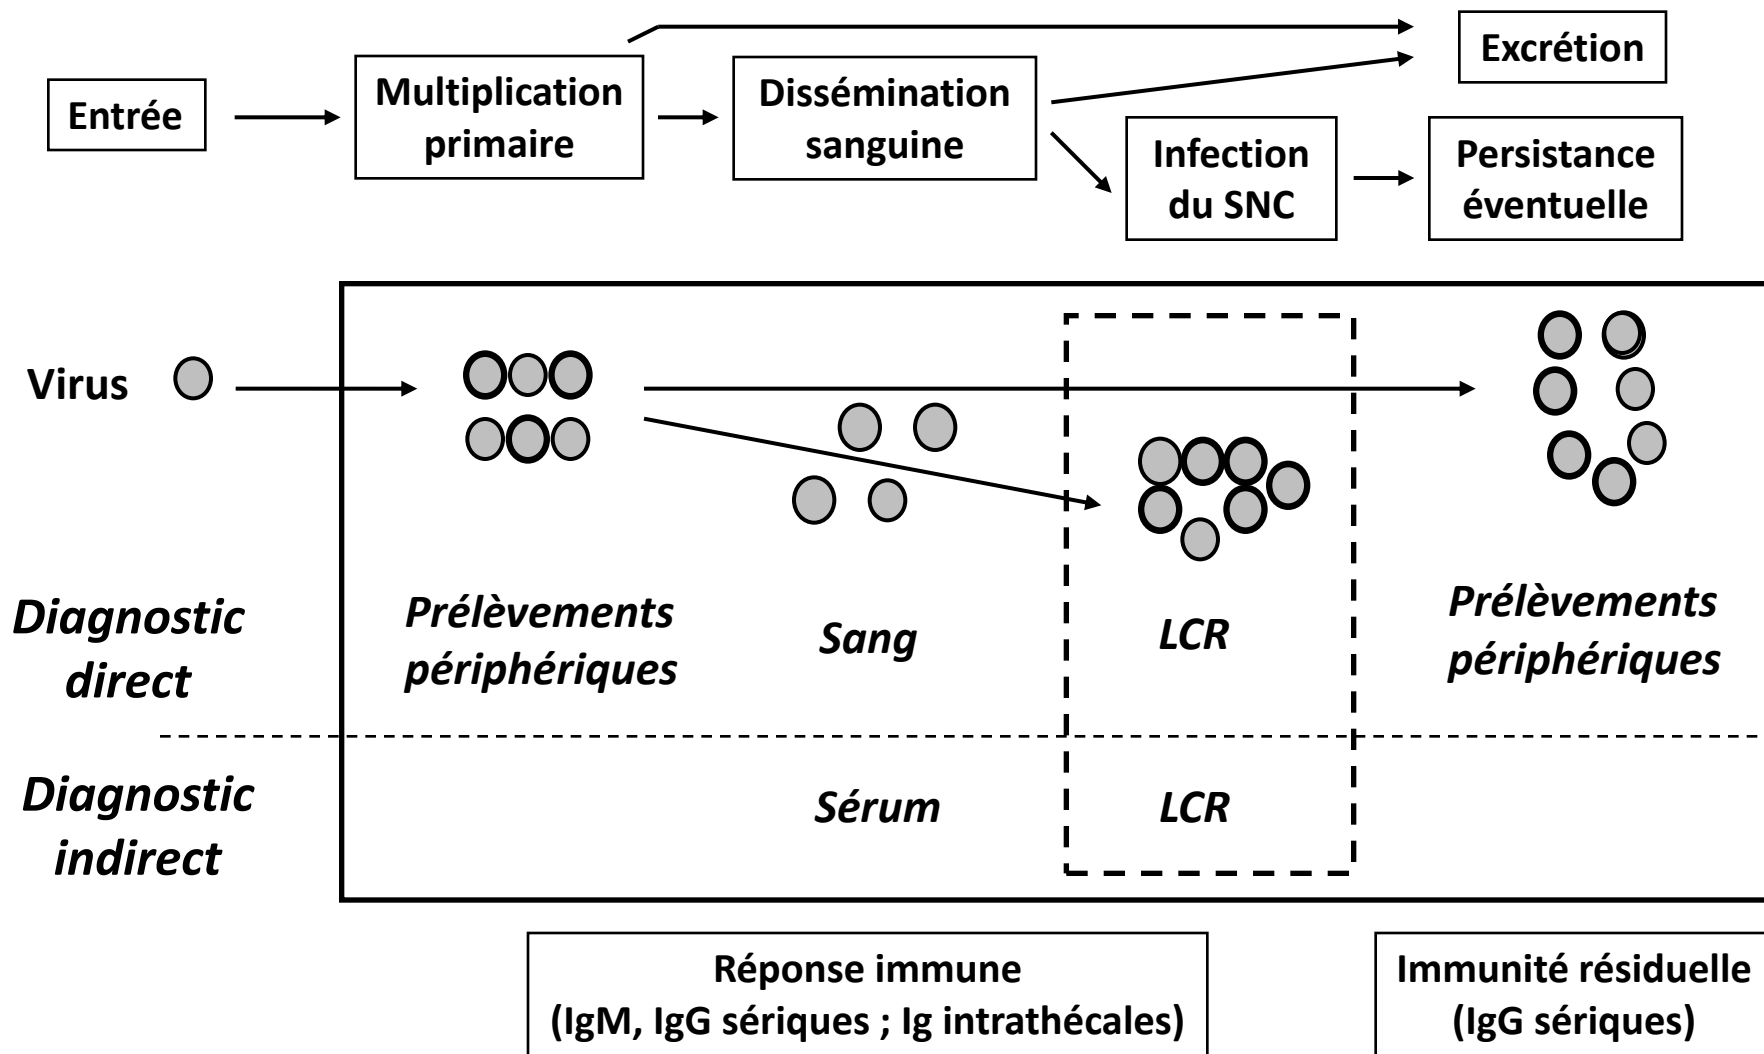 Entrée
Multiplication
primaire
Dissémination
sanguine
Excrétion
Infection
du SNC
Persistance
éventuelle
Virus
Diagnostic
direct
Prélèvements
périphériques
Sang
LCR
Prélèvements
périphériques
Diagnostic
indirect
Sérum
LCR
Réponse immune
(IgM, IgG sériques ; Ig intrathécales)
Immunité résiduelle
(IgG sériques)